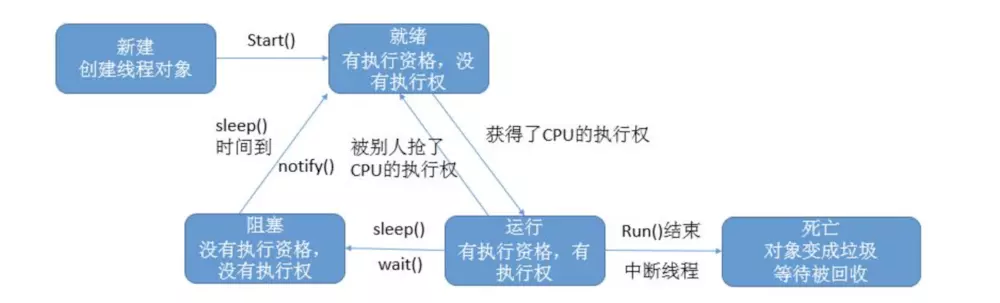 新建
创建线程对象
Start()
就绪
有执行资格，没
有执行权
sleep()
时间到
notify()
被别人抢了
CPU的执行权
获得了CPU的执行权
阻塞
没有执行资格，
没有执行权
sleep()
wait()
运行
有执行资格，有
执行权
Run()结束
中断线程
死亡
对象变成垃圾
等待被回收